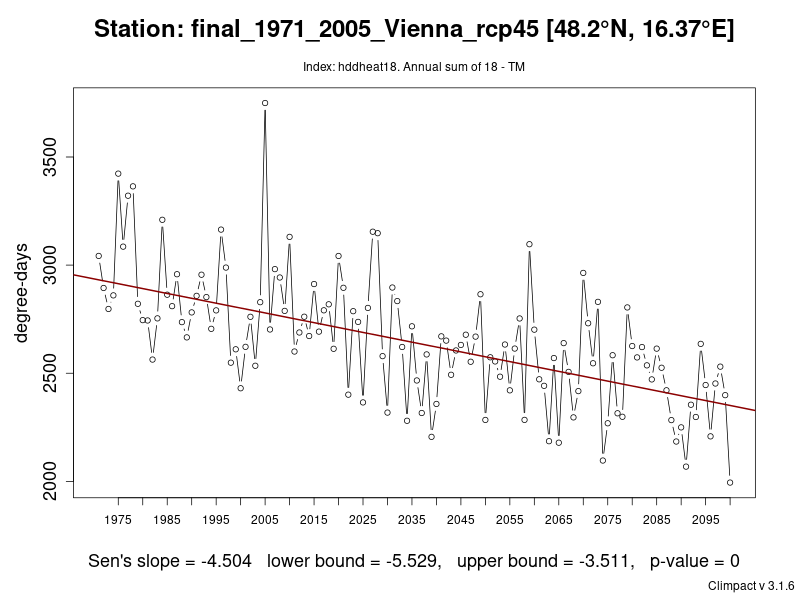 Station: final_1971_2005_Vienna_rcp45 [48.2°N, 16.37°E]
Index: hddheat18. Annual sum of 18 - TM
degree-days
3500
3000
2500
2000
1975 1985 1995 2005 2015 2025 2035 2045 2055 2065 2075 2085 2095
Sen's slope = -4.504 lower bound = -5.529, upper bound = -3.511, p-value = 0
Climpact v 3.1.6